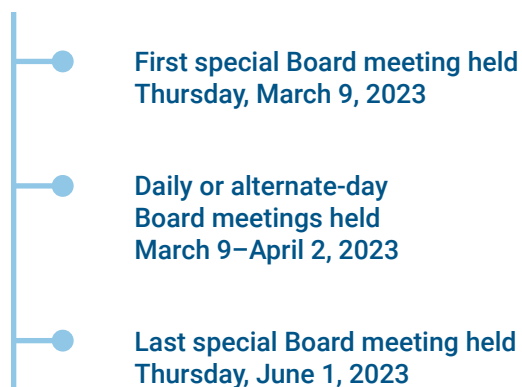 First special Board meeting held
Thursday, March 9, 2023
Daily or alternate-day
Board meetings held
March 9–April 2, 2023
Last special Board meeting held
Thursday, June 1, 2023